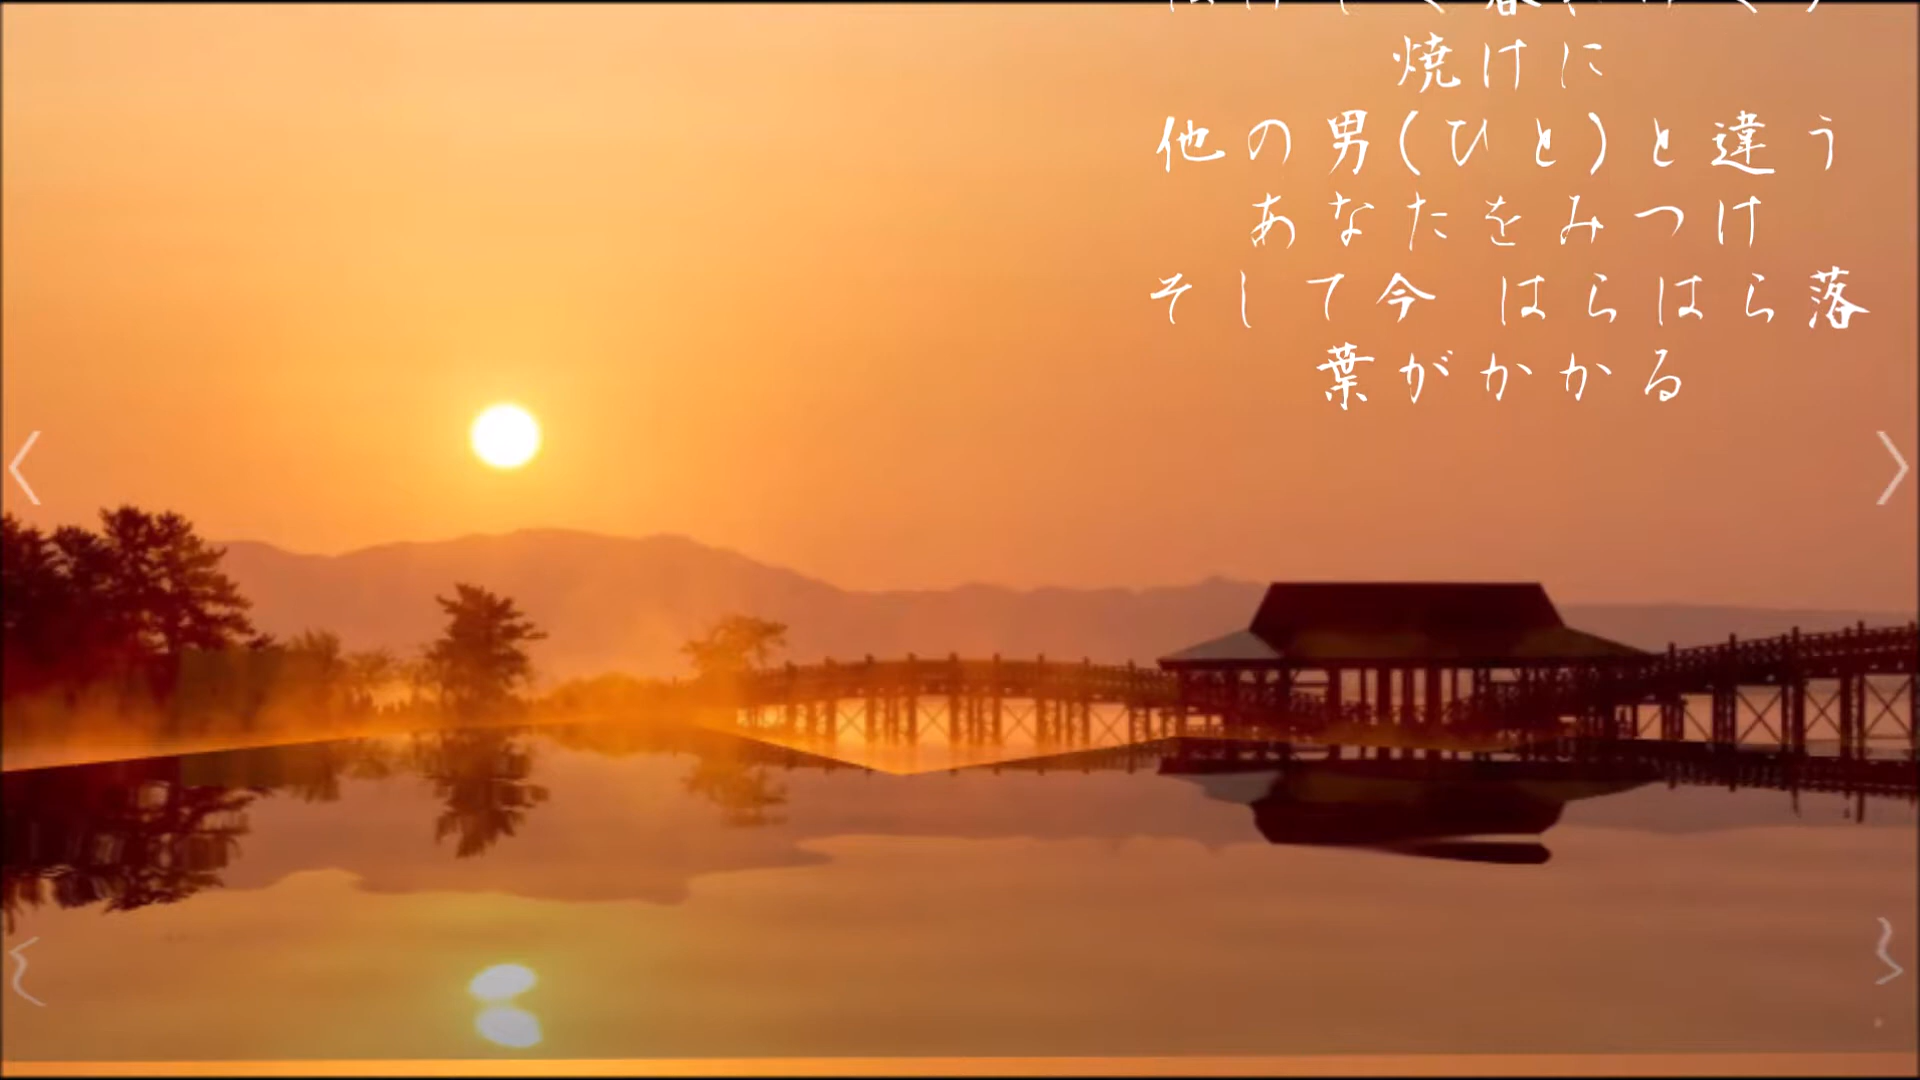 焼けに
他の男(ひと)と違う
あなたをみつけ
そして今 はらはら落
葉がかかる